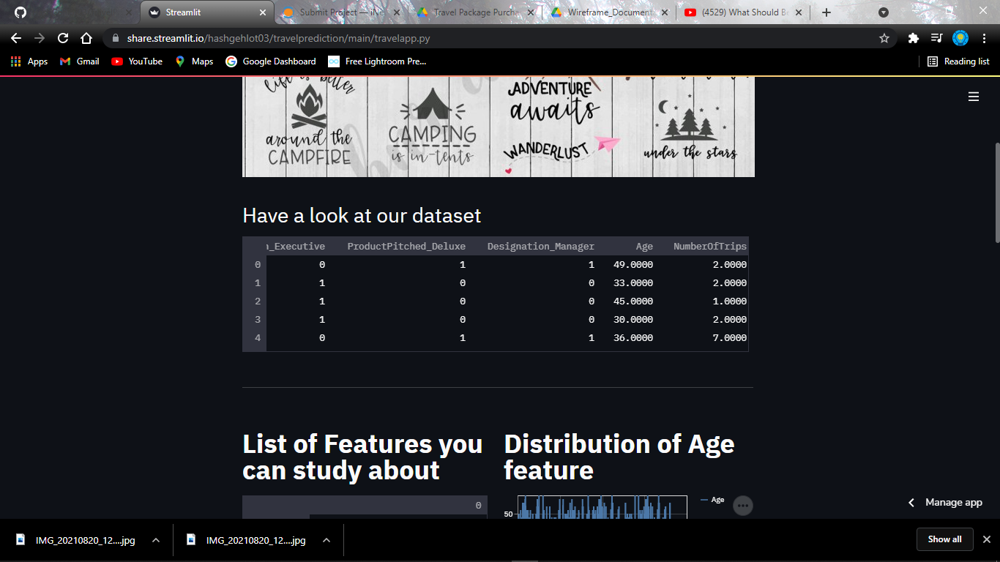 Streamlit
Submit Project — iNe
Travel Package Purcha
Wireframe_Document
(4529) What Should Be
share.streamlit.io/hashgehlot03/travelprediction/main/travelapp.py
Apps
Gmail
YouTube
Maps
Google Dashboard
Free Lightroom Pre...
Reading list
life is better
around the
CAMPFIRE
CAMPING
is in-tents
ADVENTURE
awaits
WANDERLUST
under the stars
Have a look at our dataset
_Executive ProductPitched_Deluxe Designation_Manager Age NumberOfTrips
0 0 1 1 49.0000 2.0000
1 1 0 0 33.0000 2.0000
2 1 0 0 45.0000 1.0000
3 1 0 0 30.0000 2.0000
4 0 1 1 36.0000 7.0000
List of Features you
can study about
0
Distribution of Age
feature
50
Age
Manage app
IMG_20210820_12....jpg
IMG_20210820_12....jpg
Show all